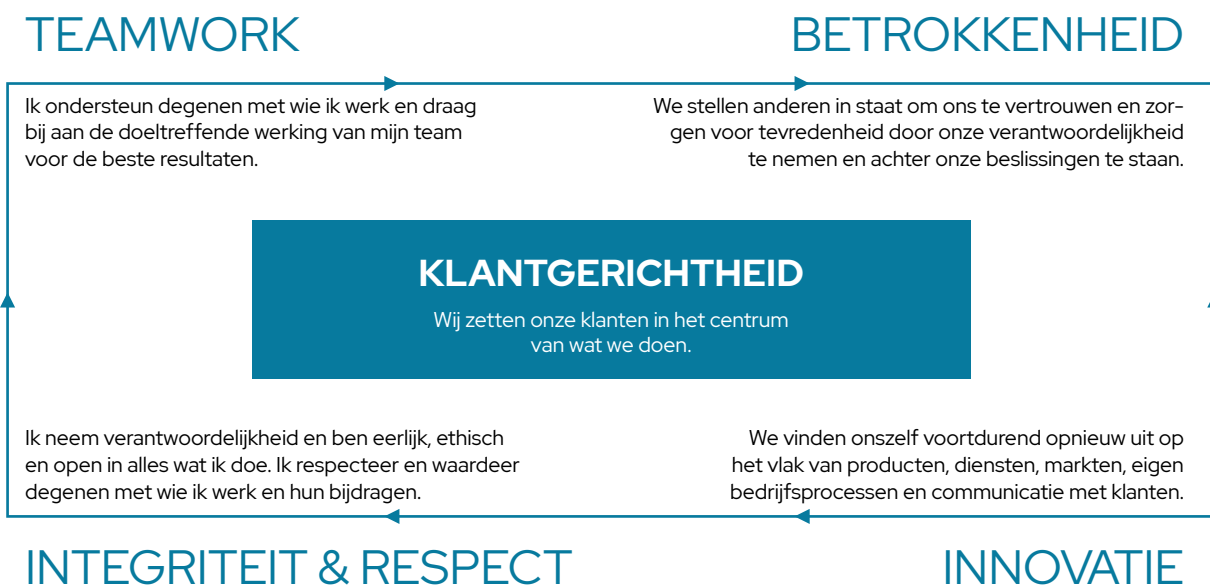 TEAMWORK
Ik ondersteun degenen met wie ik werk en draag
bij aan de doeltreffende werking van mijn team
voor de beste resultaten.
BETROKKENHEID
We stellen anderen in staat om ons te vertrouwen en zor-
gen voor tevredenheid door onze verantwoordelijkheid
te nemen en achter onze beslissingen te staan.
KLANTGERICHTHEID
Wij zetten onze klanten in het centrum
van wat we doen.
Ik neem verantwoordelijkheid en ben eerlijk, ethisch
en open in alles wat ik doe. Ik respecteer en waardeer
degenen met wie ik werk en hun bijdragen.
INTEGRITEIT & RESPECT
We vinden onszelf voortdurend opnieuw uit op
het vlak van producten, diensten, markten, eigen
bedrijfsprocessen en communicatie met klanten.
INNOVATIE